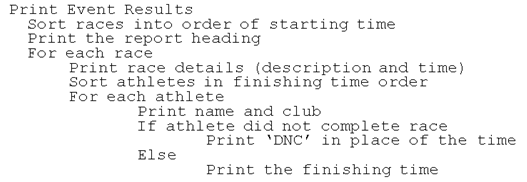 Print Event Results
Sort races into order of starting time
Print the report heading
For each race
Print race details (description and time)
Sort athletes in finishing time order
For each athlete
Print name and club
If athlete did not complete race
Print ‘DNC’ in place of the time
Else
Print the finishing time